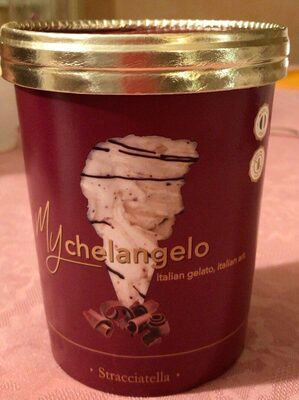 Mychelangelo
italian gelato, italian art.
· Stracciatella ·